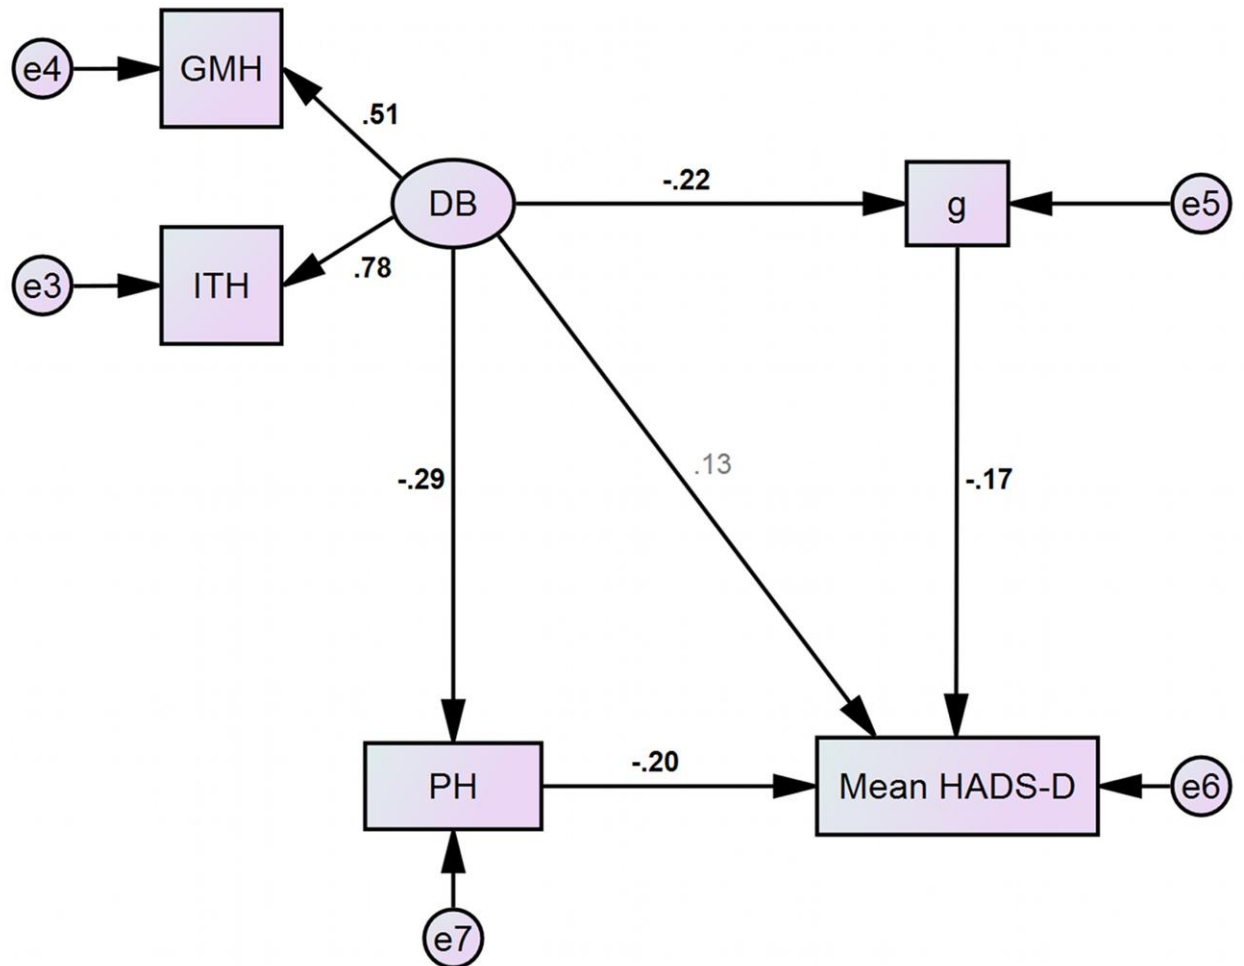 e4
GMH
.51
DB
-.22
g
e5
e3
ITH
.78
-.29
.13
-.17
PH
-.20
Mean HADS-D
e6
e7